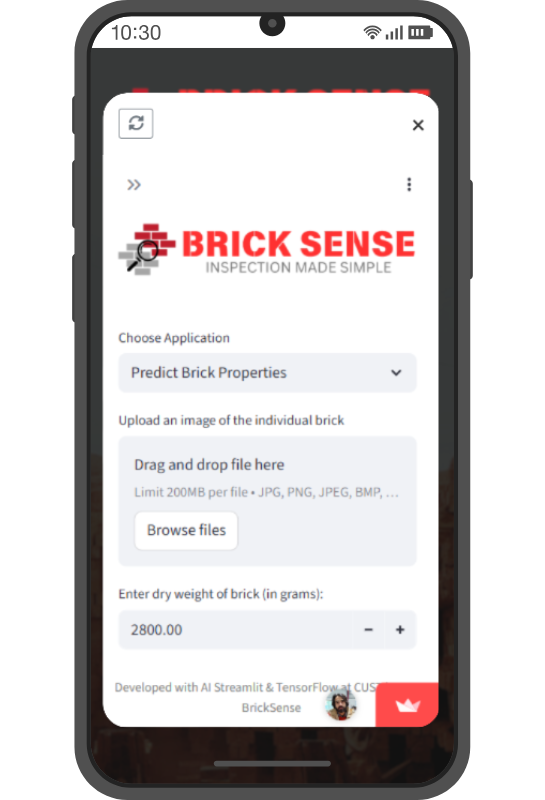 10:30
BRICK SENSE
INSPECTION MADE SIMPLE
Choose Application
Predict Brick Properties
Upload an image of the individual brick
Drag and drop file here
Limit 200MB per file • JPG, PNG, JPEG, BMP, ...
Browse files
Enter dry weight of brick (in grams):
2800.00
Developed with AI Streamlit & TensorFlow at CUS
BrickSense